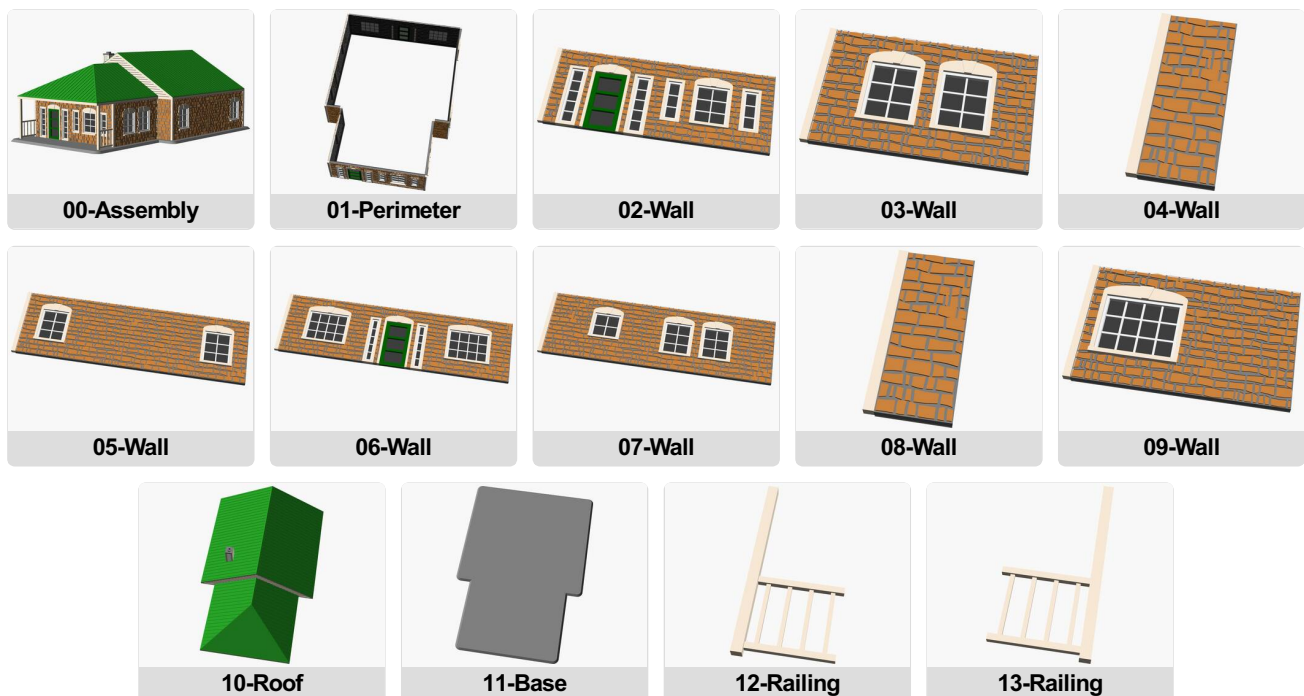 00-Assembly
01-Perimeter
02-Wall
03-Wall
04-Wall
05-Wall
06-Wall
07-Wall
08-Wall
09-Wall
10-Roof
11-Base
12-Railing
13-Railing